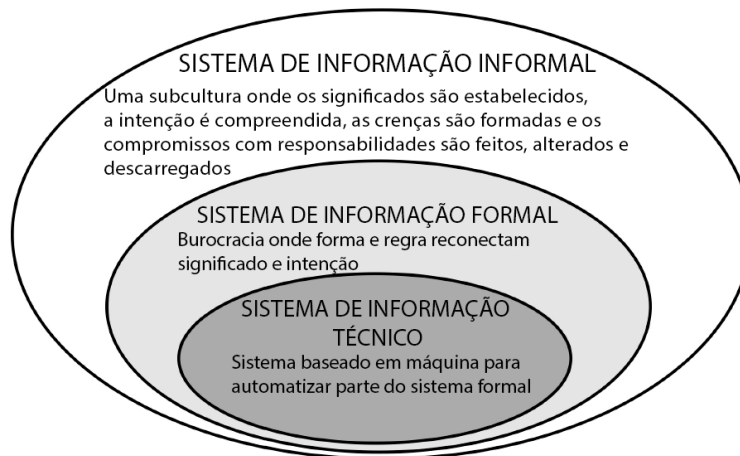 SISTEMA DE INFORMAÇÃO INFORMAL
Uma subcultura onde os significados são estabelecidos,
a intenção é compreendida, as crenças são formadas e os
compromissos com responsabilidades são feitos, alterados e
descarregados
SISTEMA DE INFORMAÇÃO FORMAL
Burocracia onde forma e regra reconectam
significado e intenção
SISTEMA DE INFORMAÇÃO
TÉCNICO
Sistema baseado em máquina para
automatizar parte do sistema formal